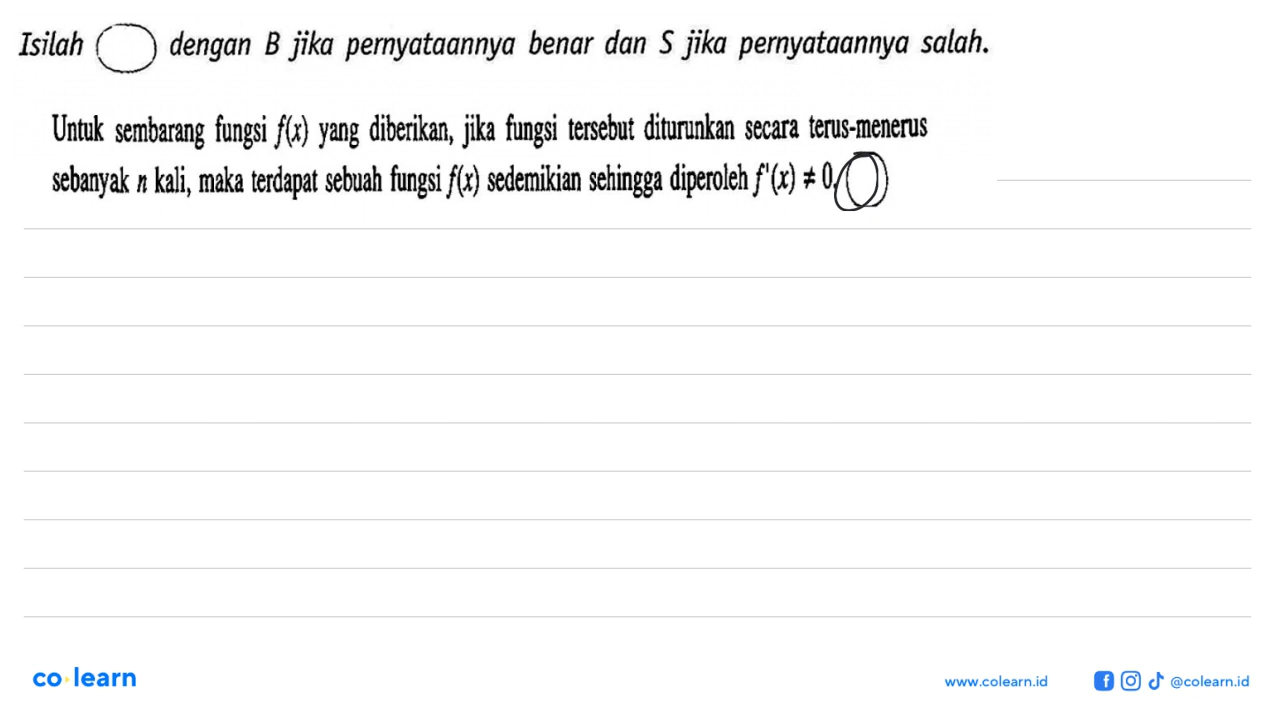 Isilah dengan B jika pernyataannya benar dan S jika pernyataannya salah.
Untuk sembarang fungsi f(x) yang diberikan, jika fungsi tersebut diturunkan secara terus-menerus
sebanyak n kali, maka terdapat sebuah fungsi f(x) sedemikian sehingga diperoleh f'(x) ≠ 0.
co learn
www.colearn.id
@colearn.id